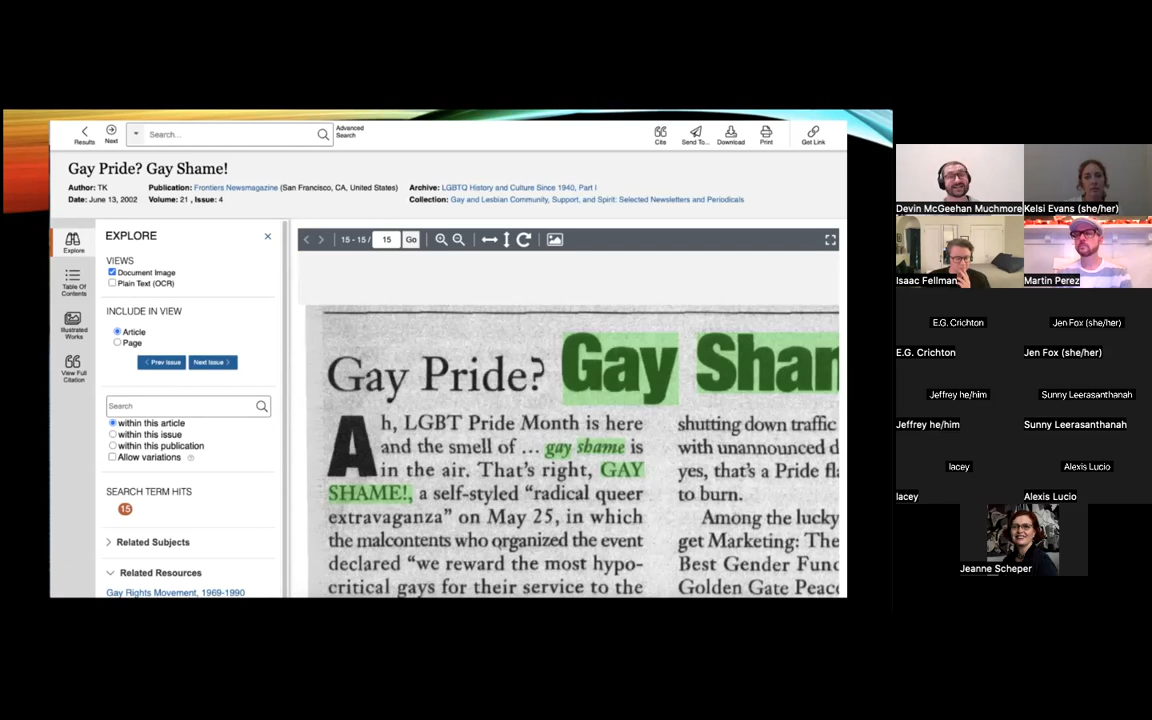 Results
Next
Search...
Advanced
Search
Cite
Send To...
Download
Print
Get Link
Gay Pride? Gay Shame!
Author: TK
Publication: Frontiers Newsmagazine (San Francisco, CA, United States)
Archive: LGBTQ History and Culture Since 1940, Part I
Date: June 13, 2002
Volume: 21 , Issue: 4
Collection: Gay and Lesbian Community, Support, and Spirit: Selected Newsletters and Periodicals
Explore
Table Of
Contents
Illustrated
Works
View Full
Citation
EXPLORE
VIEWS
Document Image
Plain Text (OCR)
INCLUDE IN VIEW
Article
Page
< Prev Issue
Next Issue >
Search
within this article
within this issue
within this publication
Allow variations
SEARCH TERM HITS
15
Related Subjects
Related Resources
Gay Rights Movement, 1969-1990
15 - 15 /
15
Go
Gay Pride? Gay Sham
Ah, LGBT Pride Month is here
and the smell of ... gay shame is
in the air. That's right, GAY
SHAME!, a self-styled "radical queer
extravaganza" on May 25, in which
the malcontents who organized the event
declared "we reward the most hypo-
critical gays for their service to the
shutting down traffic
with unannounced d
yes, that's a Pride fla
to burn.
Among the lucky
get Marketing: The
Best Gender Func
Golden Gate Peace
Devin McGeehan Muchmore
Kelsi Evans (she/her)
Isaac Fellman
Martin Perez
E.G. Crichton
Jen Fox (she/her)
E.G. Crichton
Jen Fox (she/her)
Jeffrey he/him
Sunny Leerasanthanah
Jeffrey he/him
Sunny Leerasanthanah
lacey
Alexis Lucio
lacey
Alexis Lucio
Jeanne Scheper